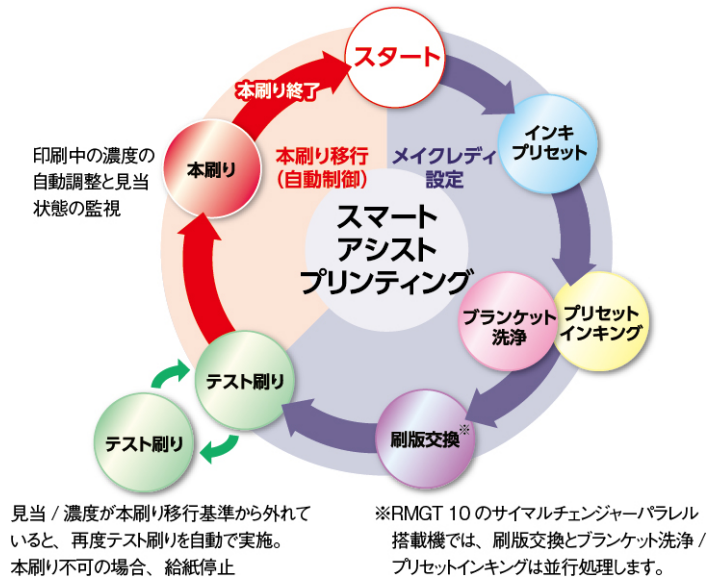 スタート
本刷り終了
インキ
プリセット
印刷中の濃度の
自動調整と見当
状態の監視
本刷り
本刷り移行
(自動制御)
メイクレディ
設定
スマート
アシスト
プリンティング
ブランケット
洗浄
プリセット
インキング
テスト刷り
テスト刷り
刷版交換※
見当 / 濃度が本刷り移行基準から外れて
いると、再度テスト刷りを自動で実施。
本刷り不可の場合、給紙停止
※RMGT 10 のサイマルチェンジャーパラレル
搭載機では、刷版交換とブランケット洗浄 /
プリセットインキングは並行処理します。